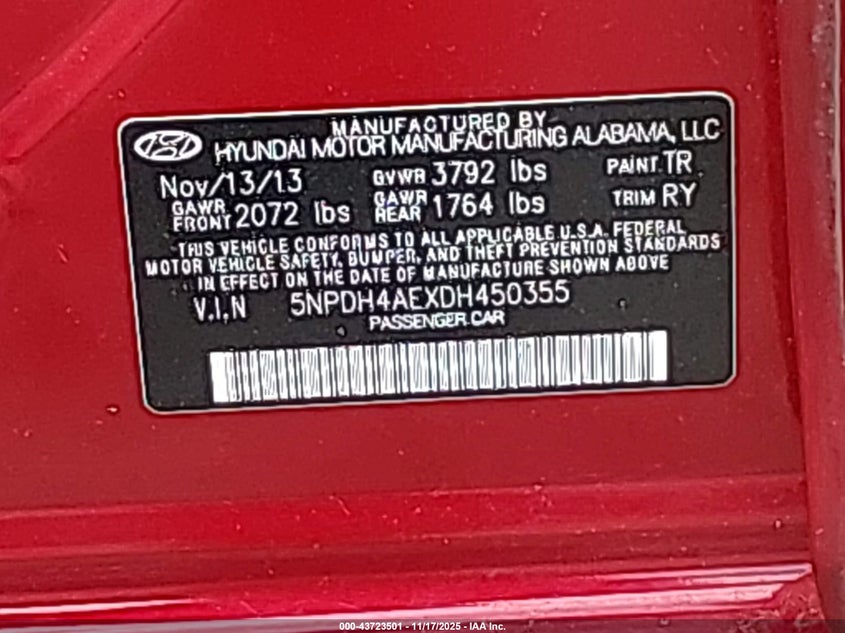 MANUFACTURED BY
HYUNDAI MOTOR MANUFACTURING ALABAMA, LLC
Nov/13/13 GVWR 3792 lbs PAINT TR
GAWR FRONT 2072 lbs GAWR REAR 1764 lbs TRIM RY
THIS VEHICLE CONFORMS TO ALL APPLICABLE U.S.A. FEDERAL
MOTOR VEHICLE SAFETY, BUMPER, AND THEFT PREVENTION STANDARDS
IN EFFECT ON THE DATE OF MANUFACTURE SHOWN ABOVE
V.I.N 5NPDH4AEXDH450355
PASSENGER CAR
000-43723501 - 11/17/2025 - IAA Inc.